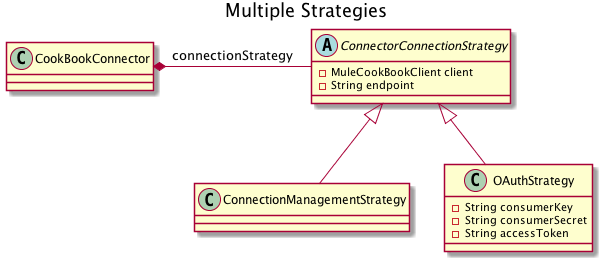 Multiple Strategies
C CookBookConnector
connectionStrategy
A ConnectorConnectionStrategy
MuleCookBookClient client
String endpoint
C ConnectionManagementStrategy
C OAuthStrategy
String consumerKey
String consumerSecret
String accessToken